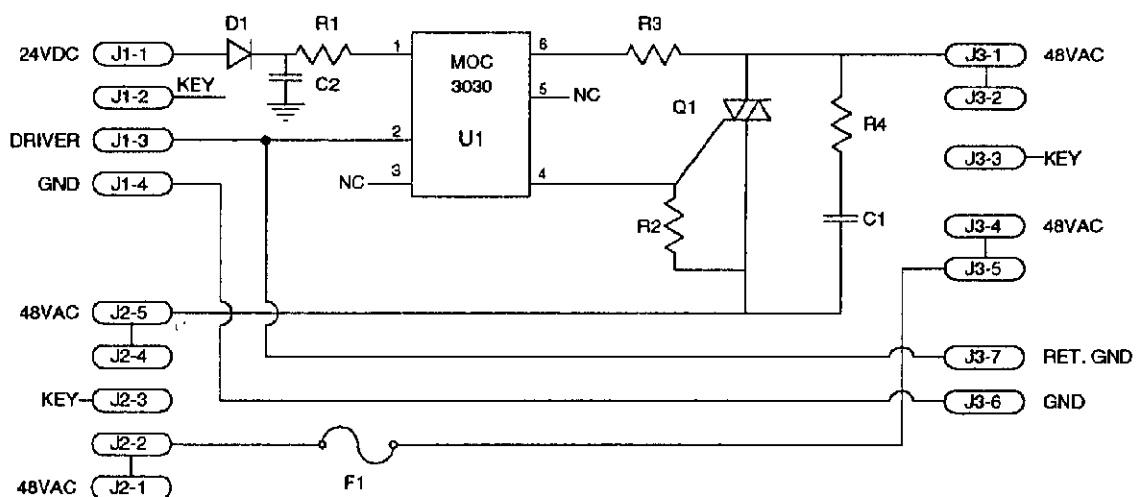 D1 R1 R3
24VDC J1-1 1 6 J3-1 48VAC
MOC
3030
C2
J1-2 KEY 5 NC J3-2
Q1 R4
DRIVER J1-3 2 U1
J3-3 KEY
GND J1-4 NC 3 4
R2 C1 J3-4 48VAC
J3-5
48VAC J2-5
J2-4 J3-7 RET. GND
KEY J2-3 J3-6 GND
J2-2
48VAC J2-1 F1